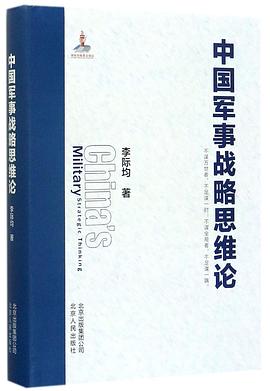 中国军事战略思维论
不谋万世者，不足谋一时；不谋全局者，不足谋一域。
李际均 著
China's
Military
Strategic Thinking
北京出版集团公司
北京人民出版社
中国军事战略思维论
李际均 著
北京出版集团公司
北京人民出版社